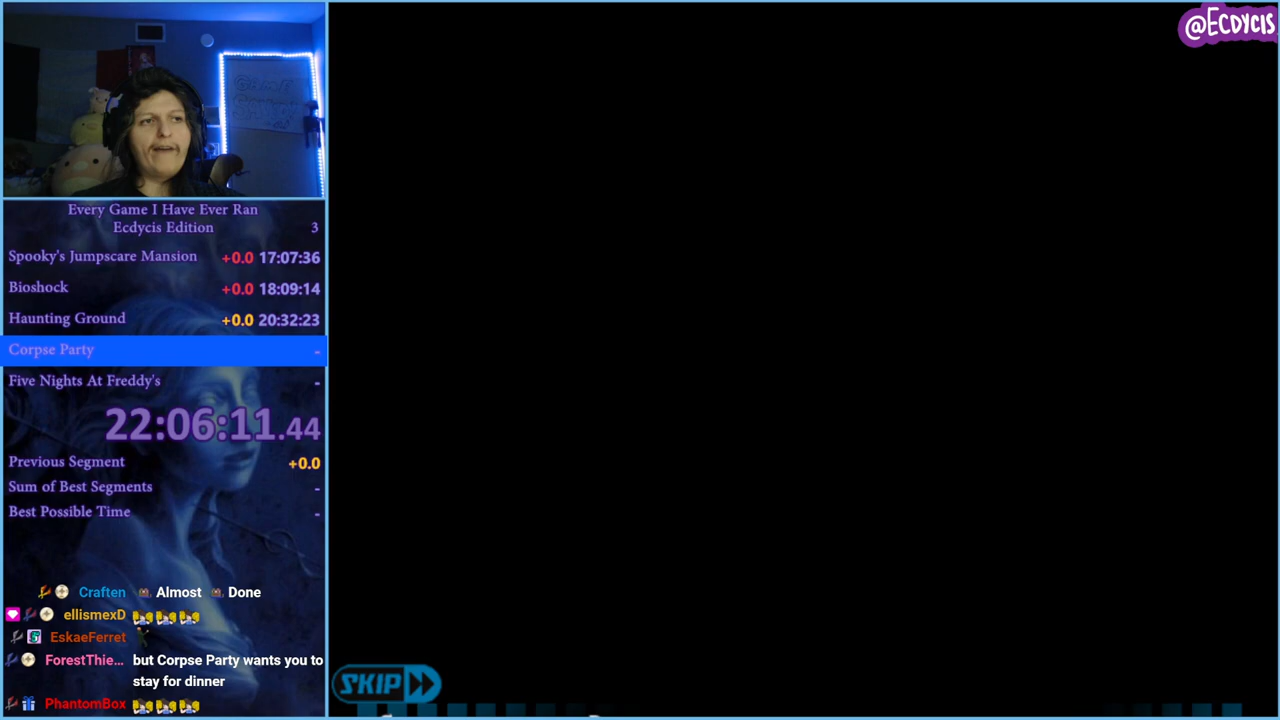 @ECDYCIS
Every Game I Have Ever Ran
Ecdycis Edition 3
Spooky's Jumpscare Mansion +0.0 17:07:36
Bioshock +0.0 18:09:14
Haunting Ground +0.0 20:32:23
Corpse Party -
Five Nights At Freddy's -
22:06:11.44
Previous Segment +0.0
Sum of Best Segments -
Best Possible Time -
Craften Almost Done
ellismexD
EskaeFerret
ForestThie... but Corpse Party wants you to
stay for dinner
PhantomBox
SKIP